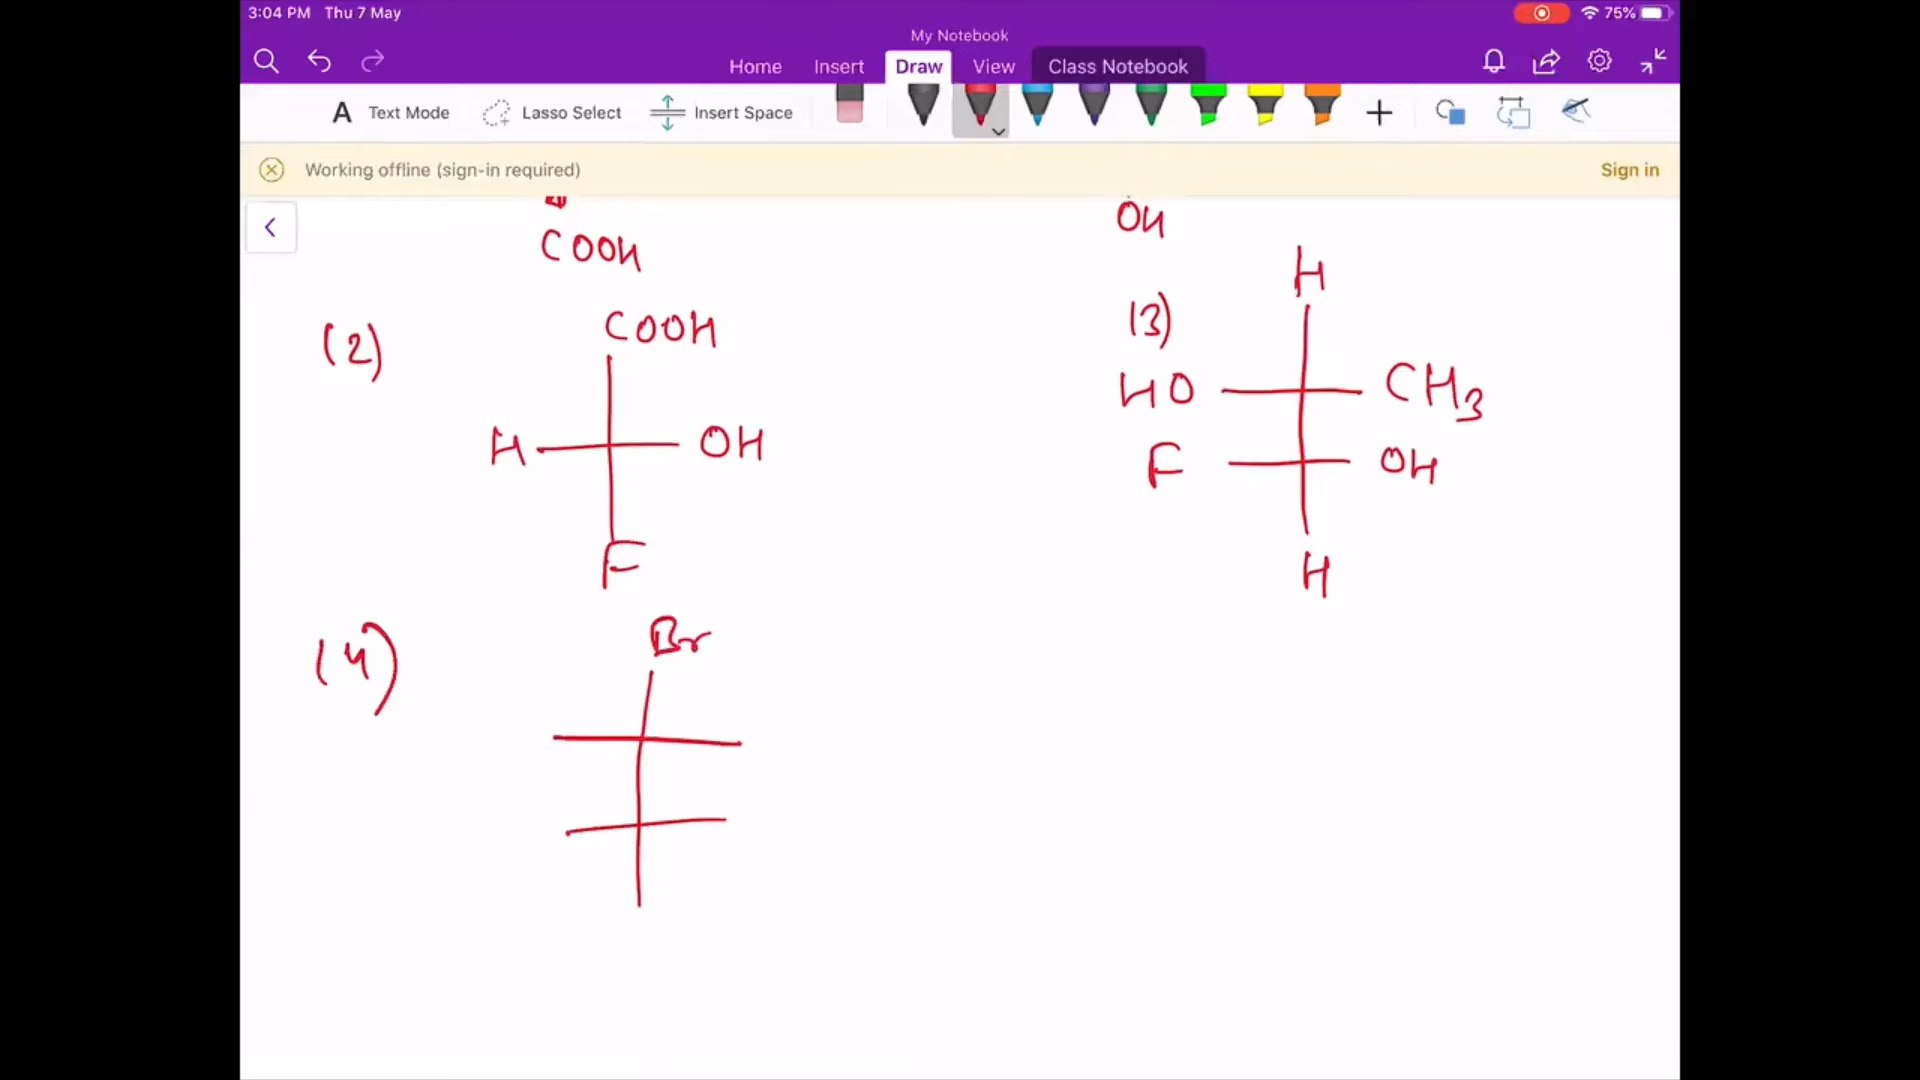 3:04 PM Thu 7 May
75%
My Notebook
Home Insert Draw View Class Notebook
A Text Mode Lasso Select Insert Space
Working offline (sign-in required) Sign in
COOH
OH
(2)
COOH
H OH
F
(3)
H
HO CH3
F OH
H
(4)
Br